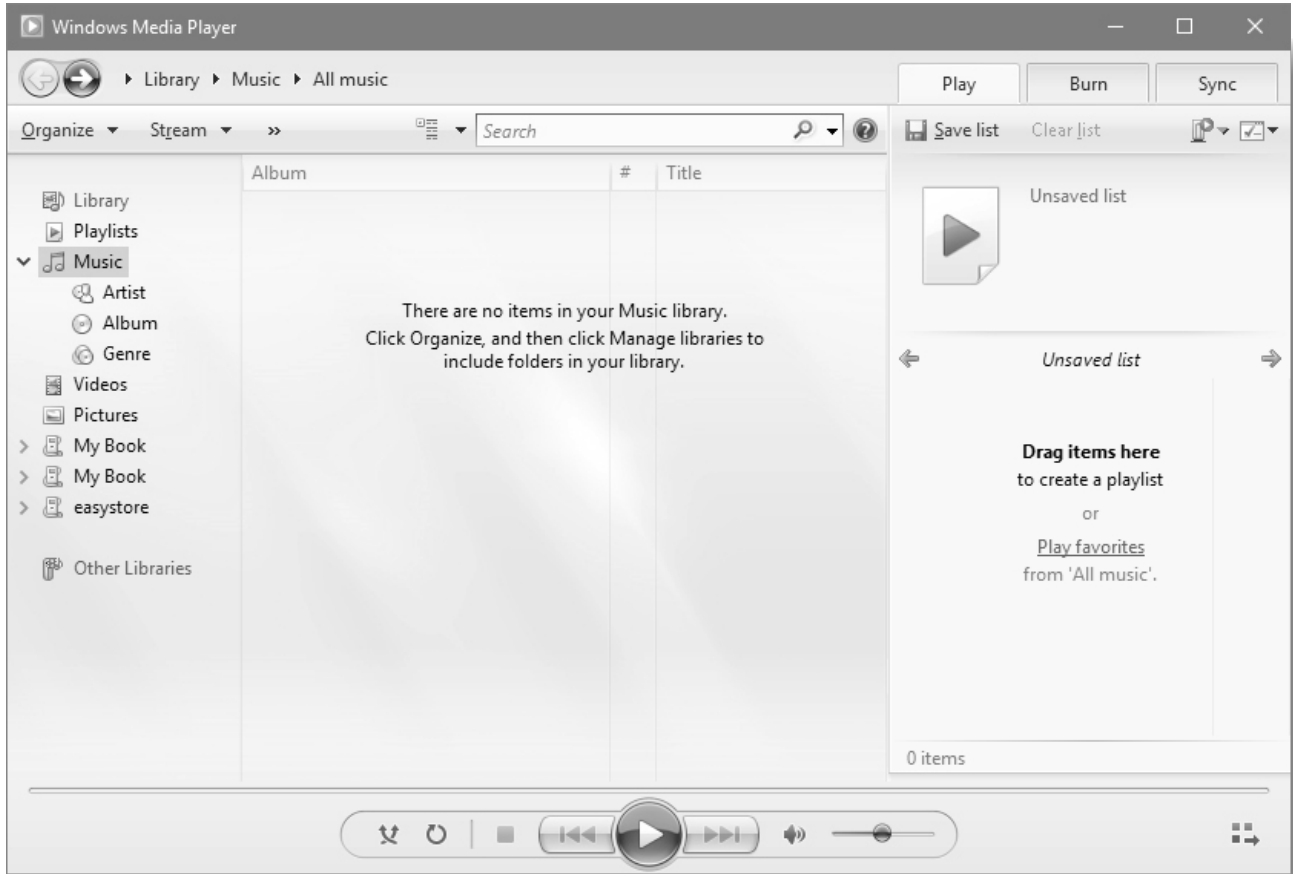 Windows Media Player
Library Music All music
Play Burn Sync
Organize Stream » Search
Save list Clear list
Album # Title
Unsaved list
Library
Playlists
Music
Artist
Album
Genre
Videos
Pictures
My Book
My Book
easystore
Other Libraries
There are no items in your Music library.
Click Organize, and then click Manage libraries to
include folders in your library.
Unsaved list
Drag items here
to create a playlist
or
Play favorites
from 'All music'.
0 items